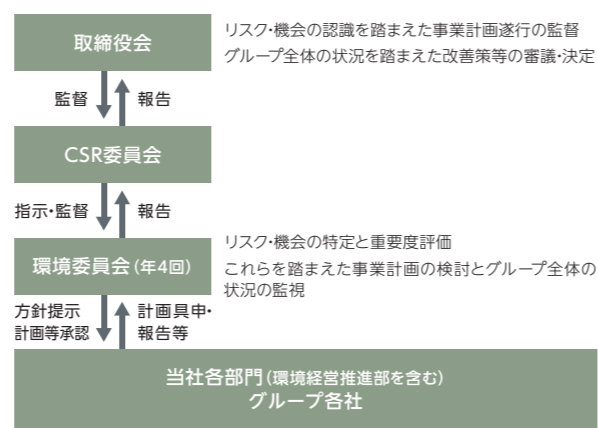 取締役会
リスク・機会の認識を踏まえた事業計画遂行の監督
グループ全体の状況を踏まえた改善策等の審議・決定
監督
報告
CSR委員会
指示・監督
報告
環境委員会（年4回）
リスク・機会の特定と重要度評価
これらを踏まえた事業計画の検討とグループ全体の
状況の監視
方針提示
計画等承認
計画具申・
報告等
当社各部門（環境経営推進部を含む）
グループ各社